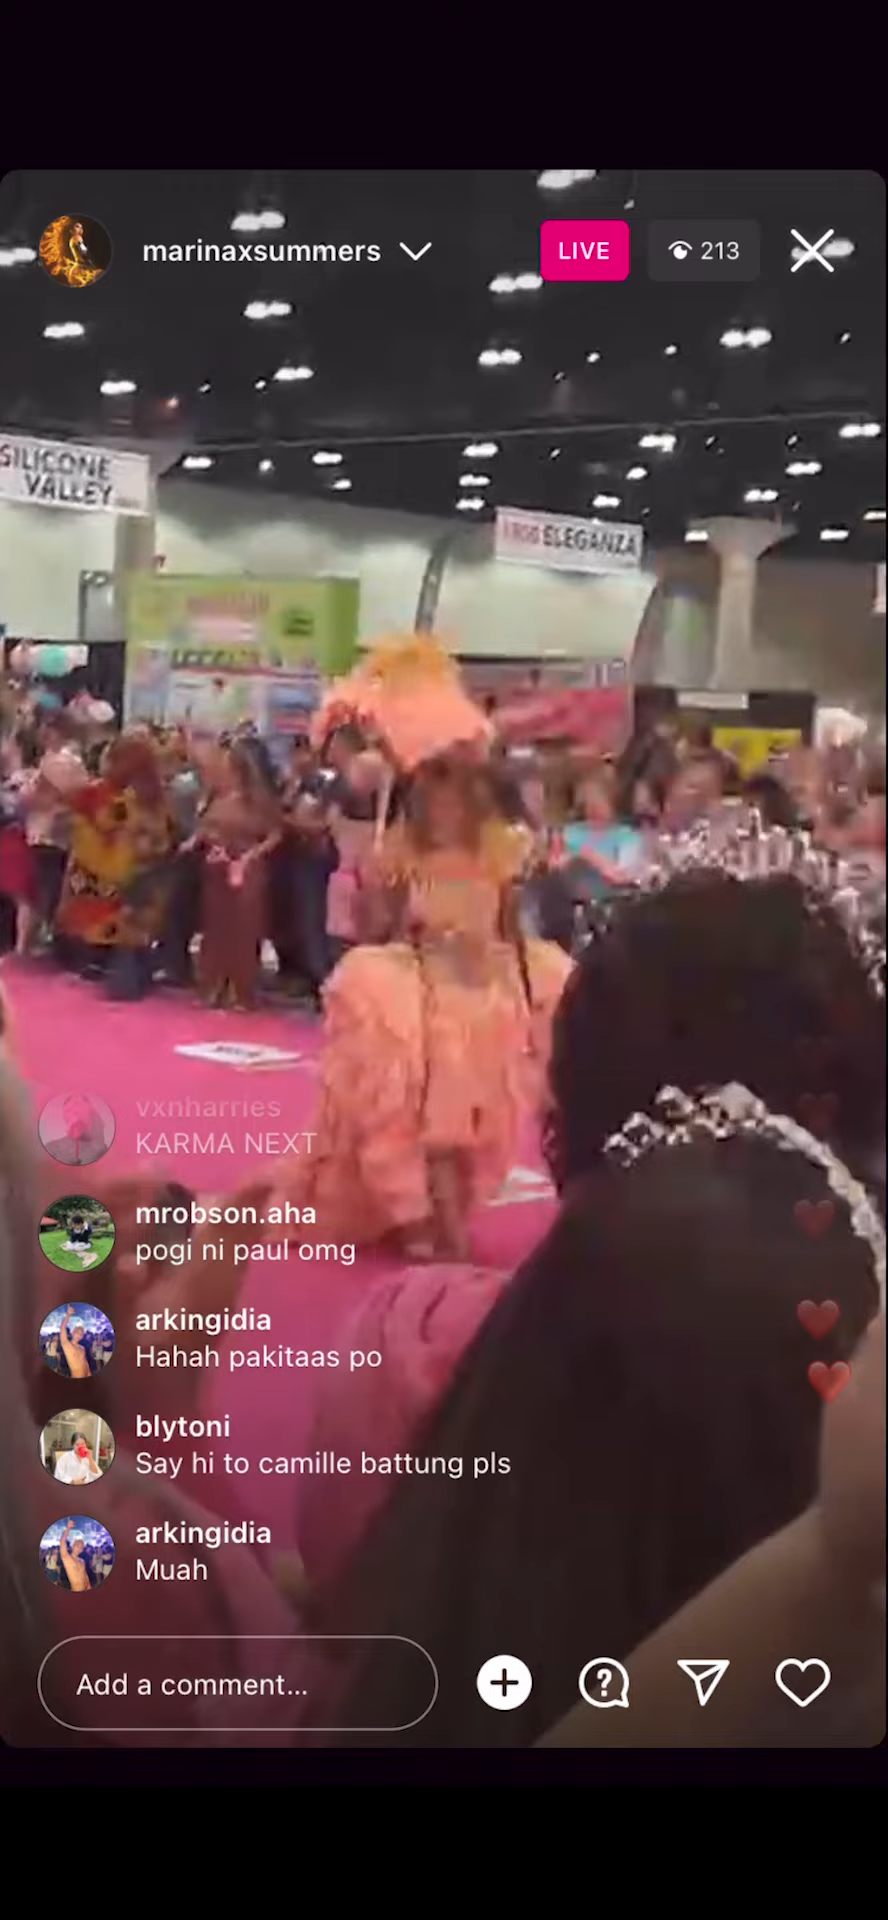 marinaxsummers
LIVE
213
SILICONE
VALLEY
ELEGANZA
vxnharries
KARMA NEXT
mrobson.aha
pogi ni paul omg
arkingidia
Hahah pakitaas po
blytoni
Say hi to camille battung pls
arkingidia
Muah
Add a comment...